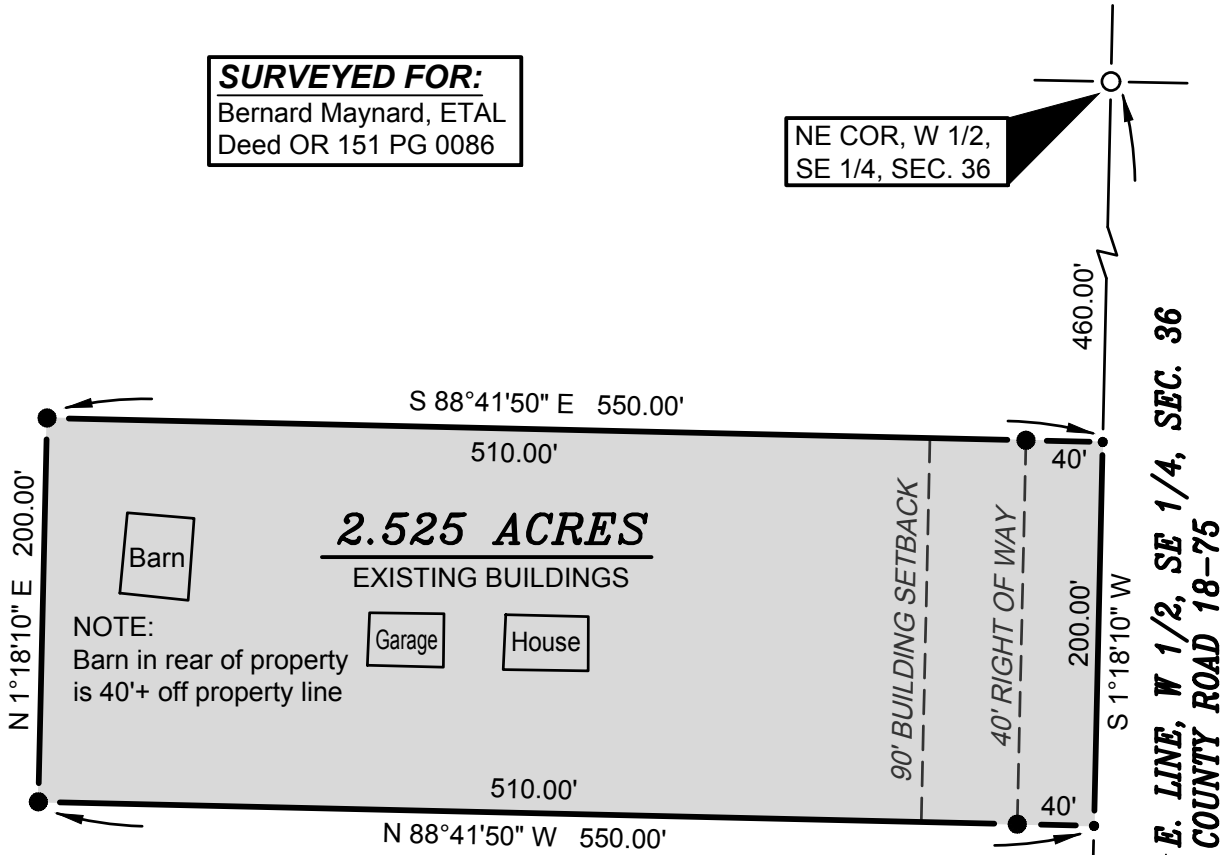 SURVEYED FOR:
Bernard Maynard, ETAL
Deed OR 151 PG 0086
NE COR, W 1/2,
SE 1/4, SEC. 36
460.00'
S 88°41'50" E 550.00'
510.00'
40'
N 1°18'10" E 200.00'
Barn
2.525 ACRES
EXISTING BUILDINGS
Garage
House
NOTE:
Barn in rear of property
is 40'+ off property line
90' BUILDING SETBACK
40' RIGHT OF WAY
200.00'
S 1°18'10" W
E. LINE, W 1/2, SE 1/4, SEC. 36
COUNTY ROAD 18-75
510.00'
40'
N 88°41'50" W 550.00'